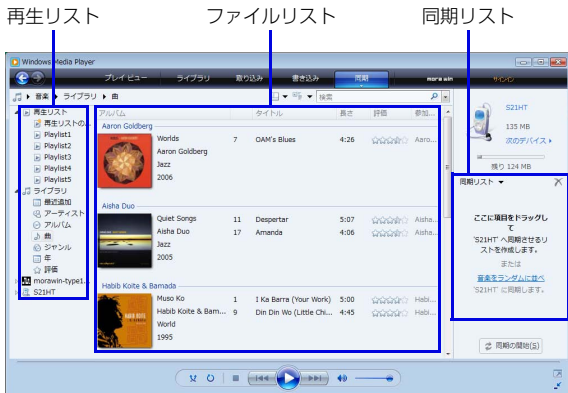 再生リスト ファイルリスト 同期リスト
Windows Media Player
プレイ ビュー ライブラリ 取り込み 書き込み 同期 mora win サインイン
音楽 ▶ ライブラリ ▶ 曲 検索
再生リスト
再生リストの...
Playlist1
Playlist2
Playlist3
Playlist4
Playlist5
ライブラリ
最近追加
アーティスト
アルバム
曲
ジャンル
年
評価
morawin-type1...
S21HT
アルバム タイトル 長さ 評価 参加...
Aaron Goldberg
Worlds 7 OAM's Blues 4:26 Aaro...
Aaron Goldberg
Jazz
2006
Aisha Duo
Quiet Songs 11 Despertar 5:07 Aisha...
Aisha Duo 17 Amanda 4:06 Aisha...
Jazz
2005
Habib Koite & Bamada
Muso Ko 1 I Ka Barra (Your Work) 5:00 Habi...
Habib Koite & Bam... 9 Din Din Wo (Little Chi... 4:45 Habi...
World
1995
S21HT
135 MB
次のデバイス
残り 124 MB
同期リスト
ここに項目をドラッグし
て
'S21HT' へ同期させるリ
ストを作成します。
または
音楽をランダムに並べ
'S21HT' に同期します。
同期の開始(S)